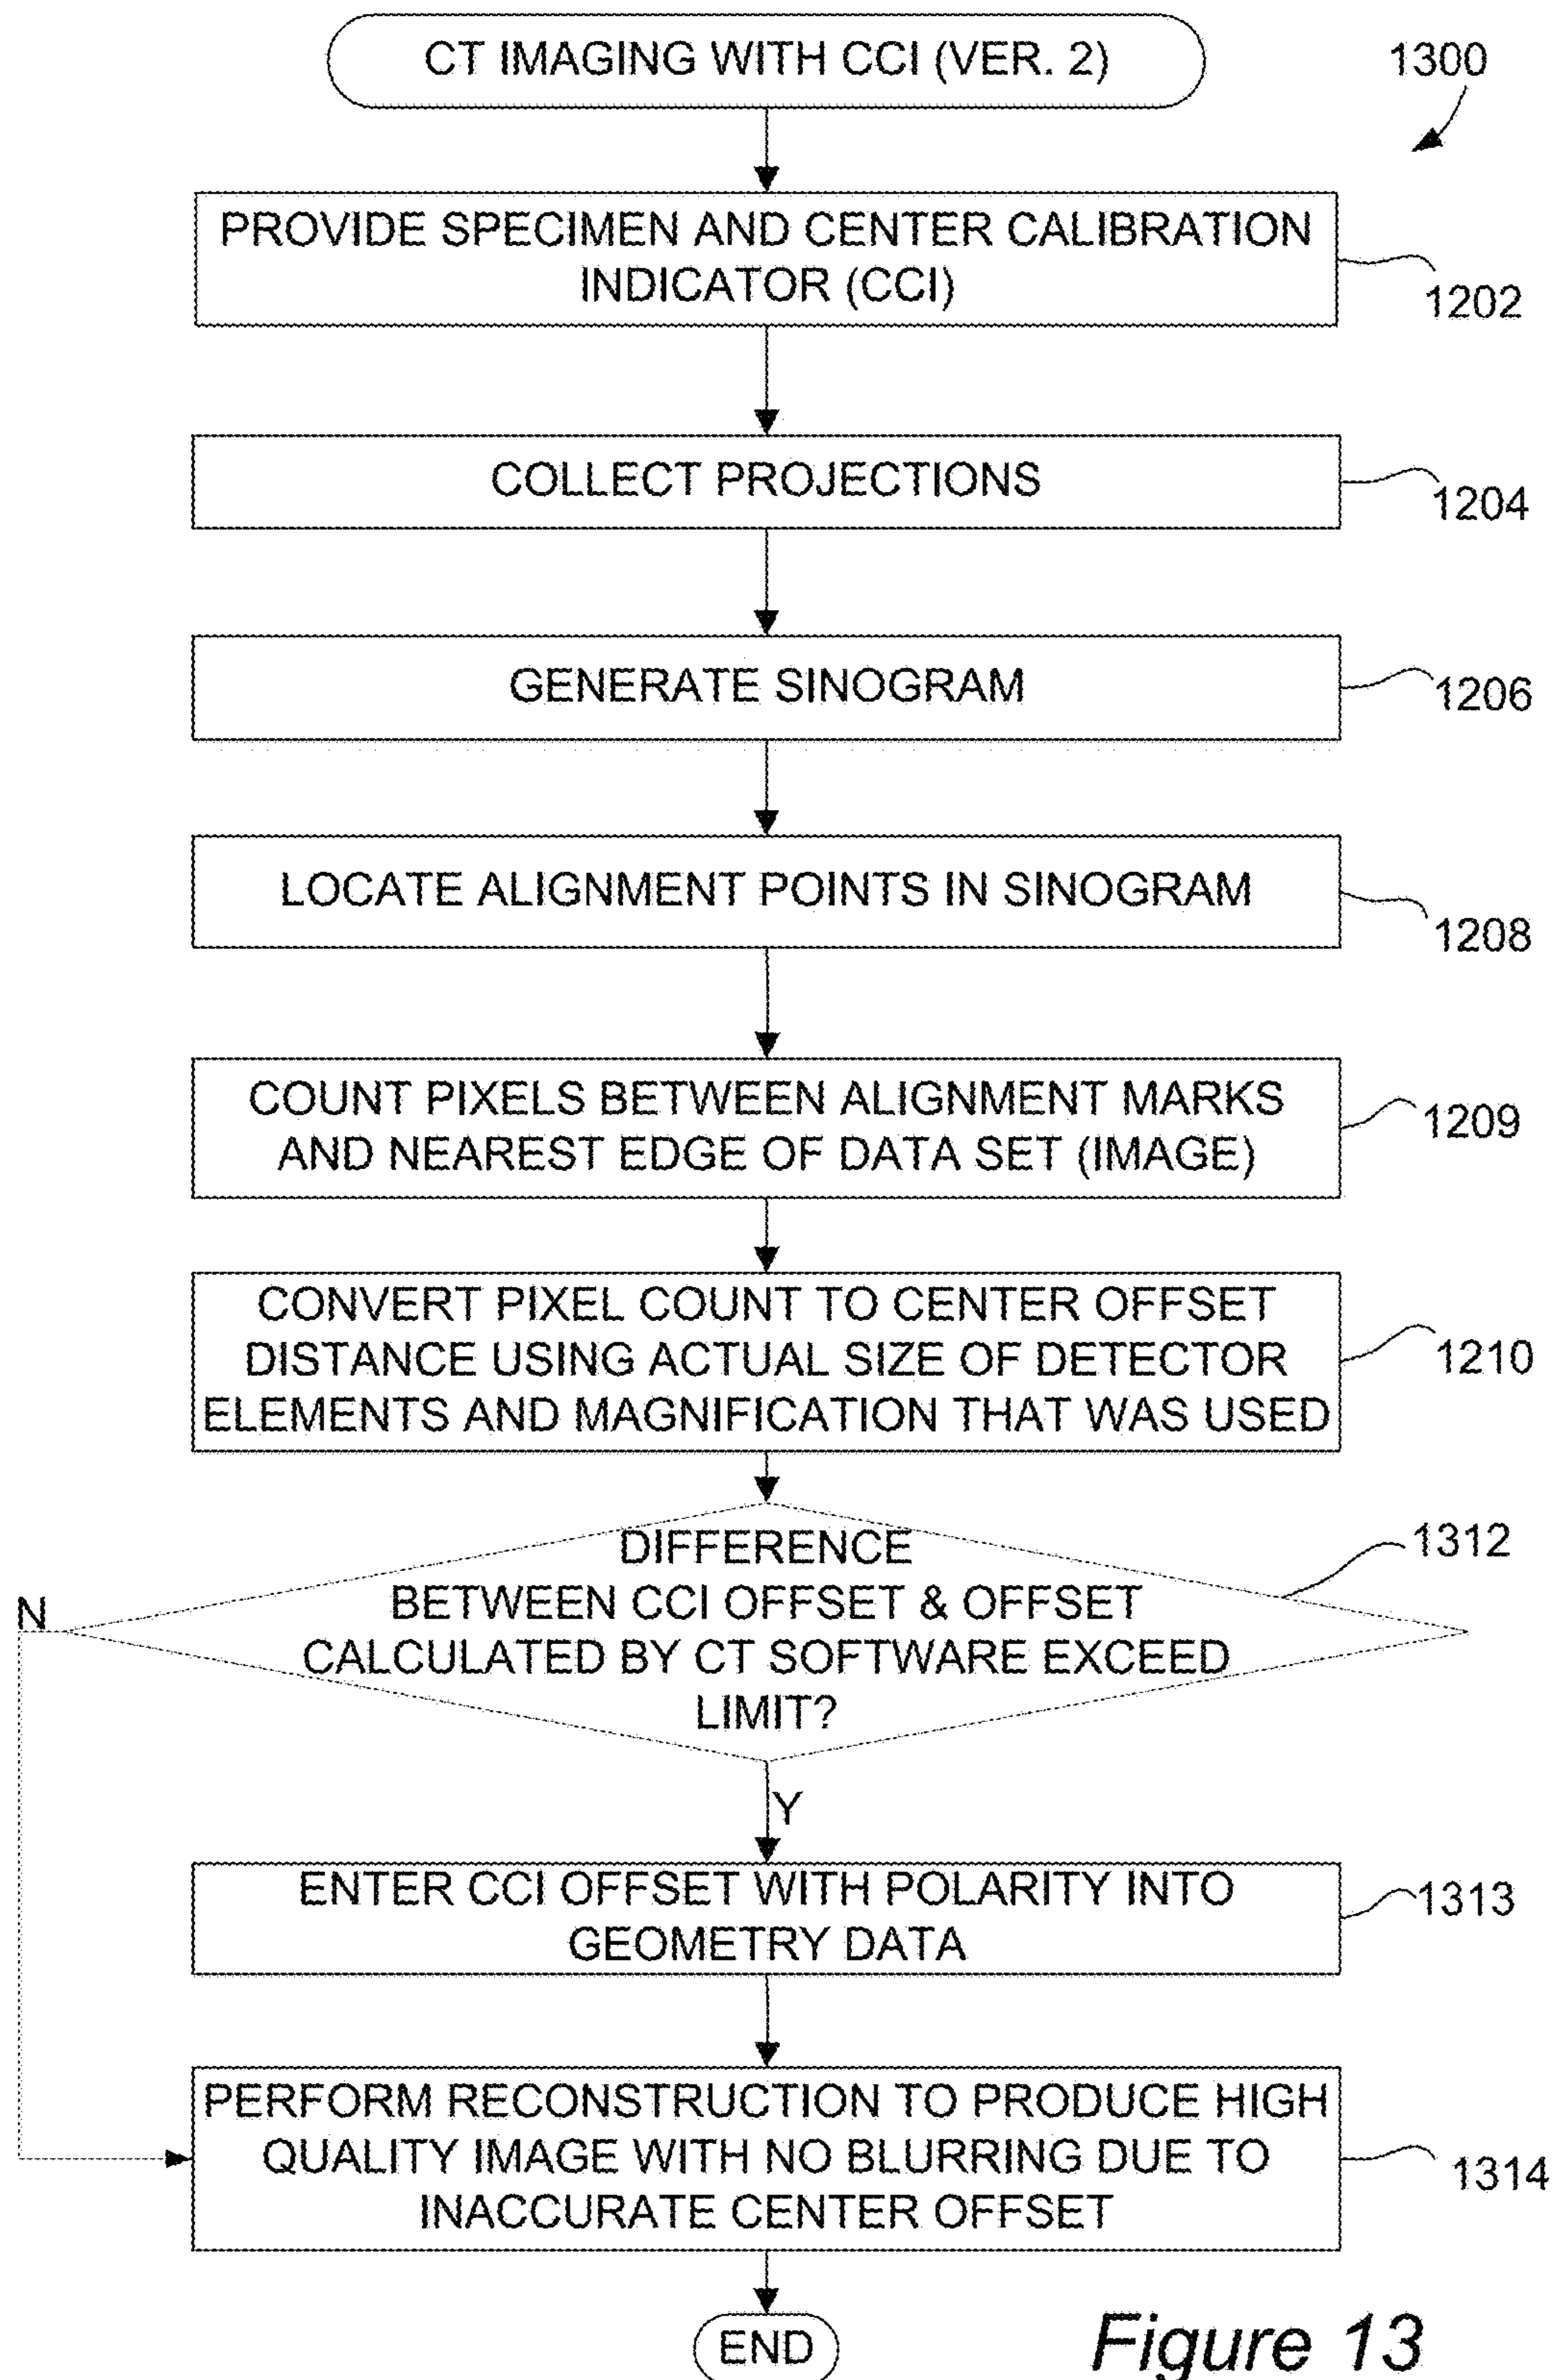 CT IMAGING WITH CCI (VER. 2)
1300
PROVIDE SPECIMEN AND CENTER CALIBRATION
INDICATOR (CCI)
1202
COLLECT PROJECTIONS
1204
GENERATE SINOGRAM
1206
LOCATE ALIGNMENT POINTS IN SINOGRAM
1208
COUNT PIXELS BETWEEN ALIGNMENT MARKS
AND NEAREST EDGE OF DATA SET (IMAGE)
1209
CONVERT PIXEL COUNT TO CENTER OFFSET
DISTANCE USING ACTUAL SIZE OF DETECTOR
ELEMENTS AND MAGNIFICATION THAT WAS USED
1210
DIFFERENCE
BETWEEN CCI OFFSET & OFFSET
CALCULATED BY CT SOFTWARE EXCEED
LIMIT?
1312
N
Y
ENTER CCI OFFSET WITH POLARITY INTO
GEOMETRY DATA
1313
PERFORM RECONSTRUCTION TO PRODUCE HIGH
QUALITY IMAGE WITH NO BLURRING DUE TO
INACCURATE CENTER OFFSET
1314
END
Figure 13